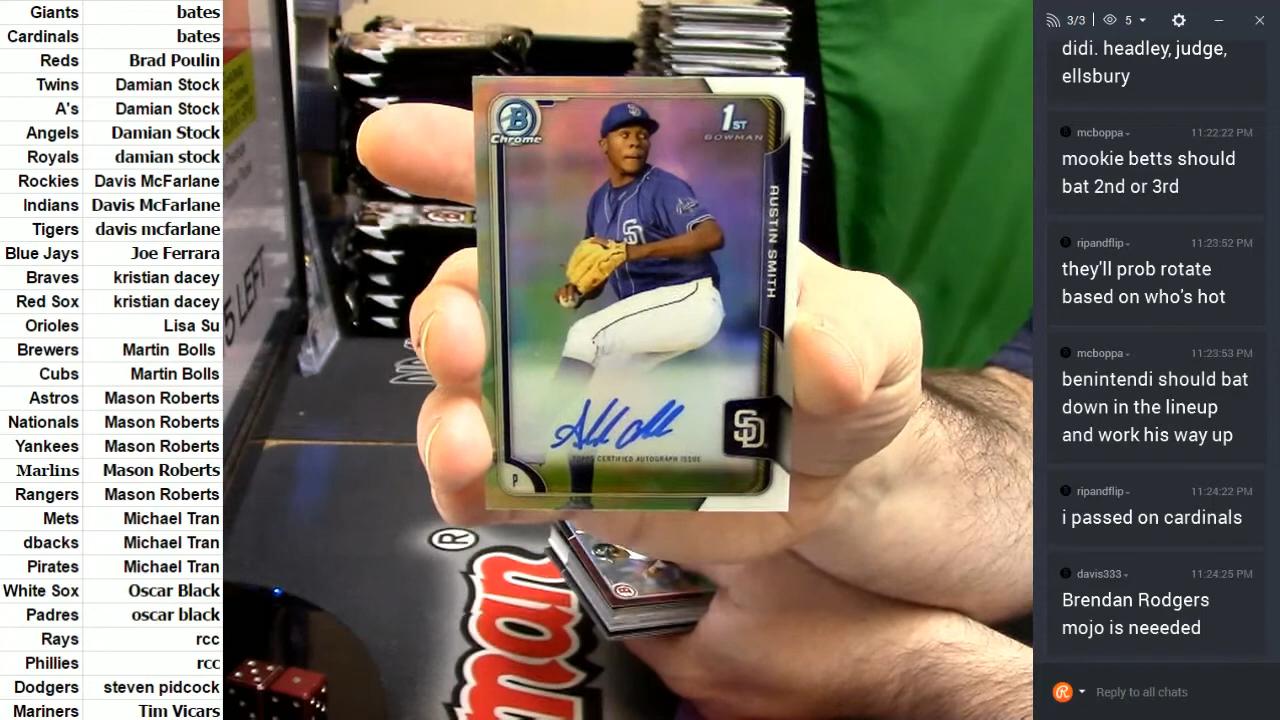 Giants bates
Cardinals bates
Reds Brad Poulin
Twins Damian Stock
A's Damian Stock
Angels Damian Stock
Royals damian stock
Rockies Davis McFarlane
Indians Davis McFarlane
Tigers davis mcfarlane
Blue Jays Joe Ferrara
Braves kristian dacey
Red Sox kristian dacey
Orioles Lisa Su
Brewers Martin Bolls
Cubs Martin Bolls
Astros Mason Roberts
Nationals Mason Roberts
Yankees Mason Roberts
Marlins Mason Roberts
Rangers Mason Roberts
Mets Michael Tran
dbacks Michael Tran
Pirates Michael Tran
White Sox Oscar Black
Padres oscar black
Rays rcc
Phillies rcc
Dodgers steven pidcock
Mariners Tim Vicars
5 LEFT
B
Chrome
1ST
BOWMAN
AUSTIN SMITH
SD
SD
TOPPS CERTIFIED AUTOGRAPH ISSUE
P
man
®
3/3 5
didi. headley, judge,
ellsbury
mcboppa 11:22:22 PM
mookie betts should
bat 2nd or 3rd
ripandflip 11:23:52 PM
they'll prob rotate
based on who's hot
mcboppa 11:23:53 PM
benintendi should bat
down in the lineup
and work his way up
ripandflip 11:24:22 PM
i passed on cardinals
davis333 11:24:25 PM
Brendan Rodgers
mojo is neeeded
Reply to all chats